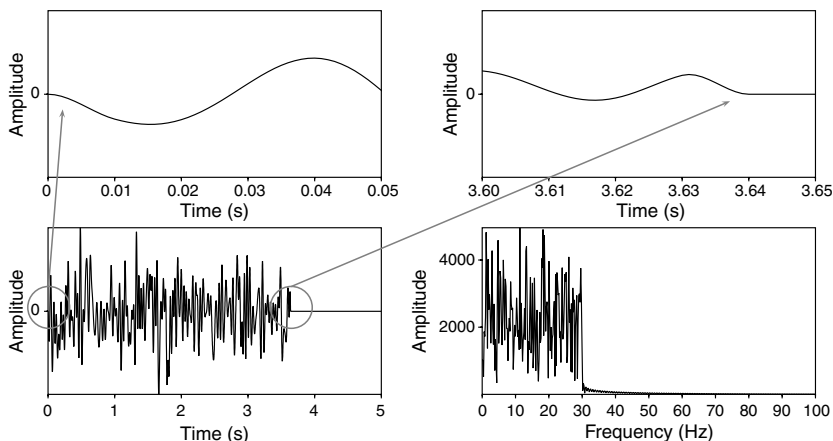 Amplitude
0
0 0.01 0.02 0.03 0.04 0.05
Time (s)
Amplitude
0
3.60 3.61 3.62 3.63 3.64 3.65
Time (s)
Amplitude
0
0 1 2 3 4 5
Time (s)
Amplitude
4000
2000
0 10 20 30 40 50 60 70 80 90 100
Frequency (Hz)